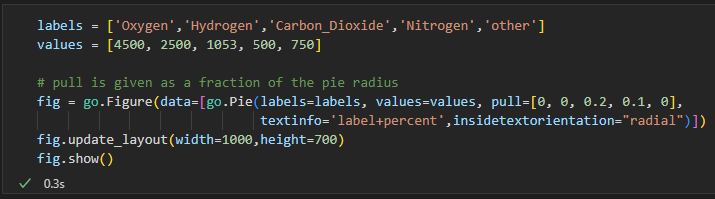 labels = ['Oxygen','Hydrogen','Carbon_Dioxide','Nitrogen','other']
values = [4500, 2500, 1053, 500, 750]
# pull is given as a fraction of the pie radius
fig = go.Figure(data=[go.Pie(labels=labels, values=values, pull=[0, 0, 0.2, 0.1, 0],
textinfo='label+percent',insidetextorientation="radial")])
fig.update_layout(width=1000,height=700)
fig.show()
0.3s